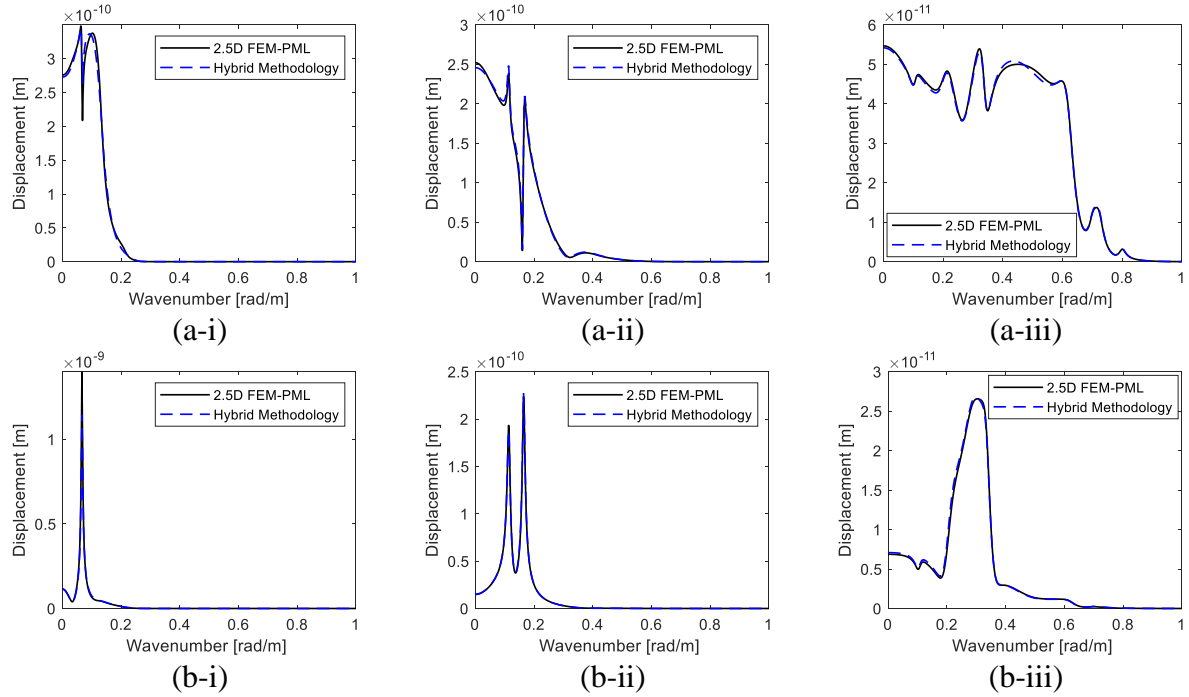 ×10⁻¹⁰
3
2
1
0
Displacement [m]
0 0.2 0.4 0.6 0.8 1
Wavenumber [rad/m]
2.5D FEM-PML
Hybrid Methodology
(a-i)
×10⁻¹⁰
3
2.5
2
1.5
1
0.5
0
Displacement [m]
0 0.2 0.4 0.6 0.8 1
Wavenumber [rad/m]
2.5D FEM-PML
Hybrid Methodology
(a-ii)
×10⁻¹¹
6
5
4
3
2
1
0
Displacement [m]
0 0.2 0.4 0.6 0.8 1
Wavenumber [rad/m]
2.5D FEM-PML
Hybrid Methodology
(a-iii)
×10⁻⁹
1
0.5
0
Displacement [m]
0 0.2 0.4 0.6 0.8 1
Wavenumber [rad/m]
2.5D FEM-PML
Hybrid Methodology
(b-i)
×10⁻¹⁰
2.5
2
1.5
1
0.5
0
Displacement [m]
0 0.2 0.4 0.6 0.8 1
Wavenumber [rad/m]
2.5D FEM-PML
Hybrid Methodology
(b-ii)
×10⁻¹¹
3
2.5
2
1.5
1
0.5
0
Displacement [m]
0 0.2 0.4 0.6 0.8 1
Wavenumber [rad/m]
2.5D FEM-PML
Hybrid Methodology
(b-iii)